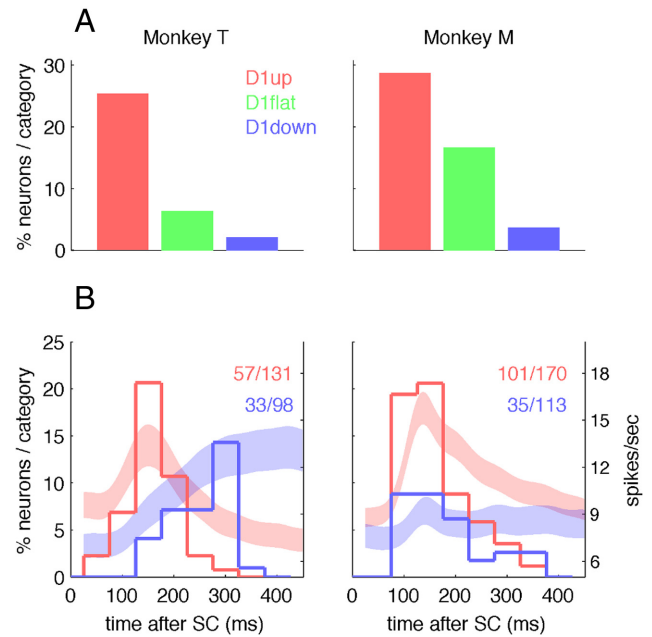 A
Monkey T
Monkey M
% neurons / category
30
20
10
0
D1up
D1flat
D1down
B
% neurons / category
25
20
15
10
5
0
57/131
33/98
101/170
35/113
18
15
12
9
6
spikes/sec
0 100 200 300 400
0 100 200 300 400
time after SC (ms)
time after SC (ms)